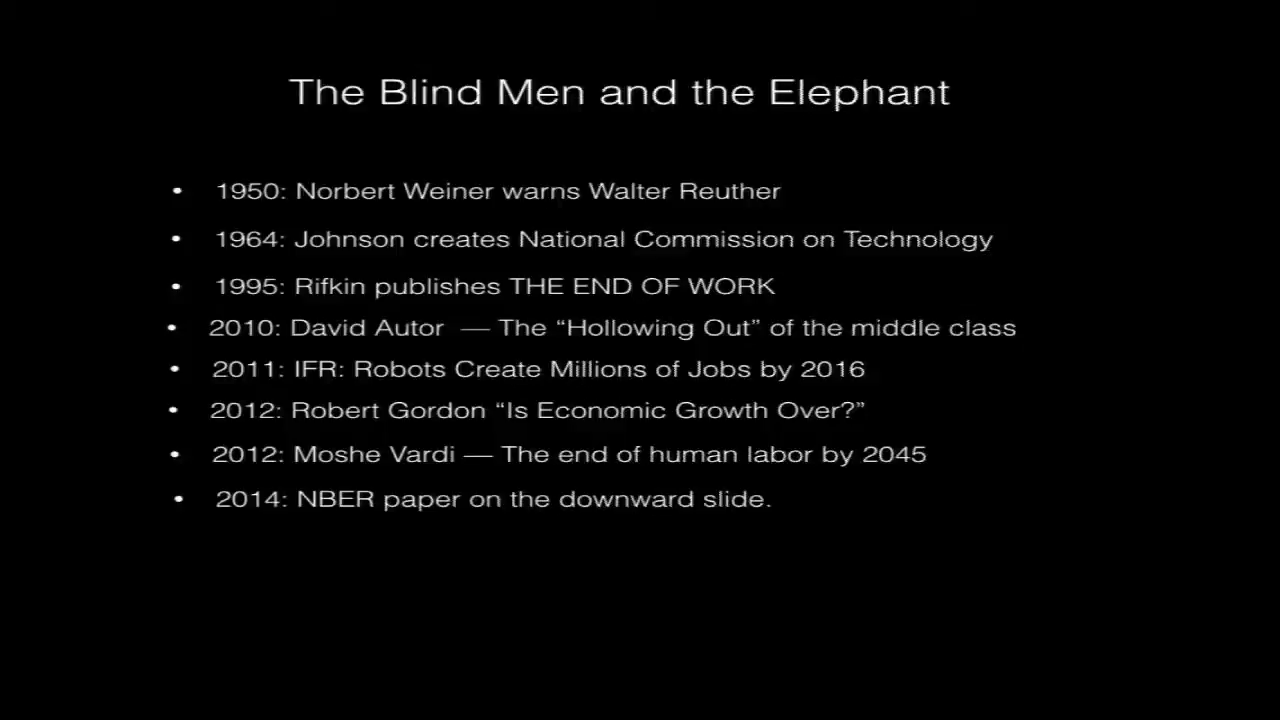 The Blind Men and the Elephant
• 1950: Norbert Weiner warns Walter Reuther
• 1964: Johnson creates National Commission on Technology
• 1995: Rifkin publishes THE END OF WORK
• 2010: David Autor — The “Hollowing Out” of the middle class
• 2011: IFR: Robots Create Millions of Jobs by 2016
• 2012: Robert Gordon “Is Economic Growth Over?”
• 2012: Moshe Vardi — The end of human labor by 2045
• 2014: NBER paper on the downward slide.